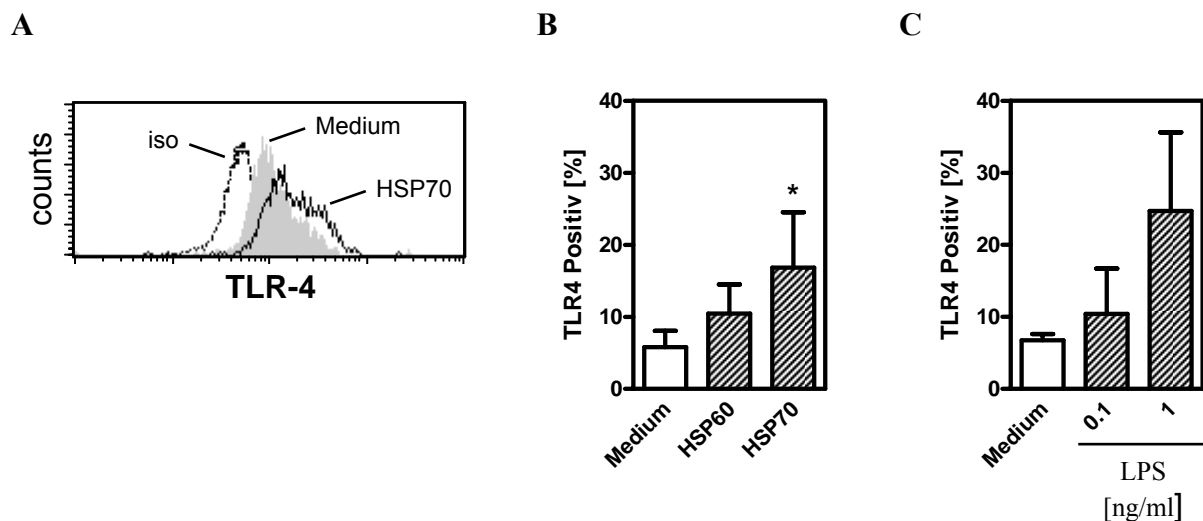 A
counts
iso
Medium
HSP70
TLR-4
B
TLR4 Positiv [%]
40
30
20
10
0
*
Medium
HSP60
HSP70
C
TLR4 Positiv [%]
40
30
20
10
0
Medium
0.1
1
LPS
[ng/ml]